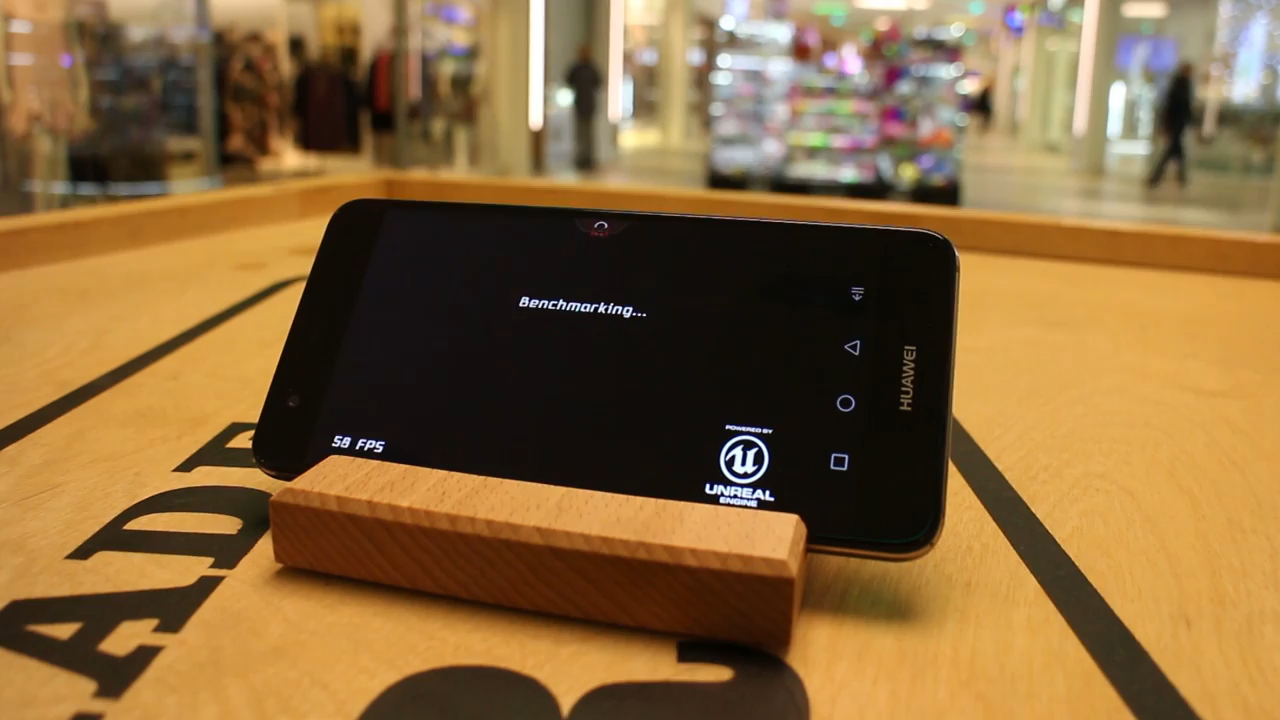 Benchmarking...
58 FPS
POWERED BY
UNREAL
ENGINE
HUAWEI